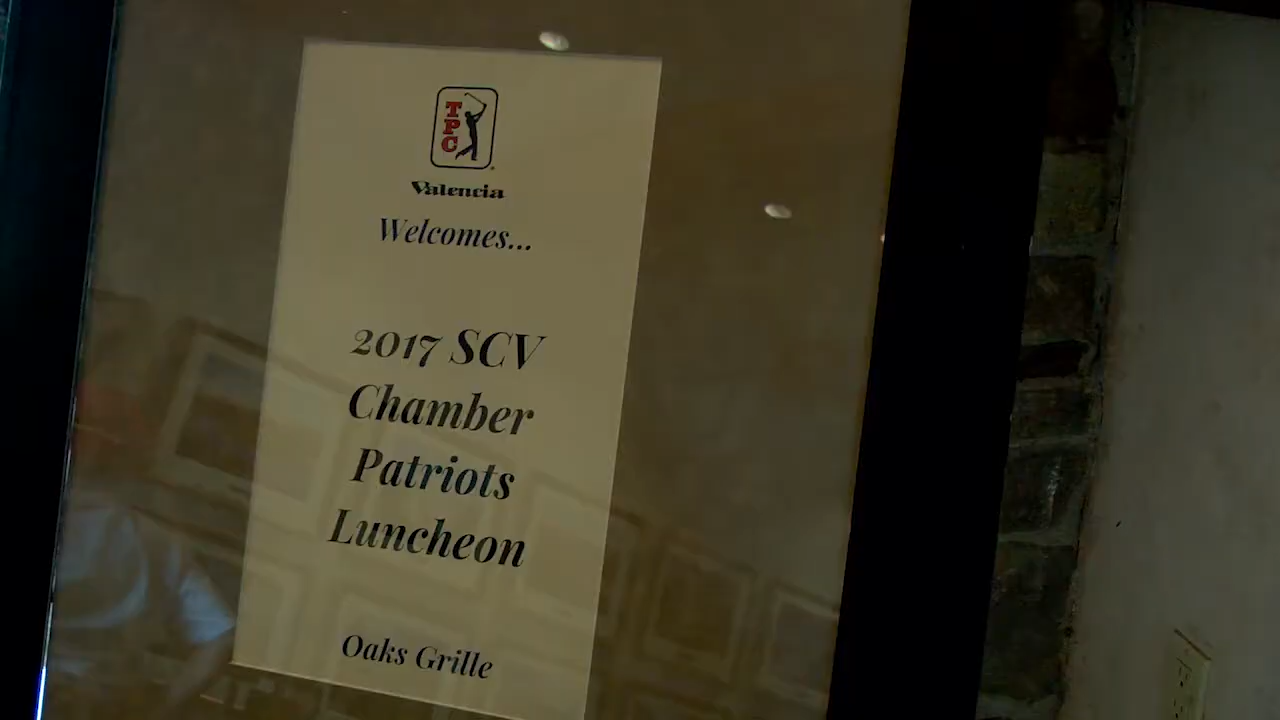 TPC
Valencia
Welcomes...
2017 SCV
Chamber
Patriots
Luncheon
Oaks Grille